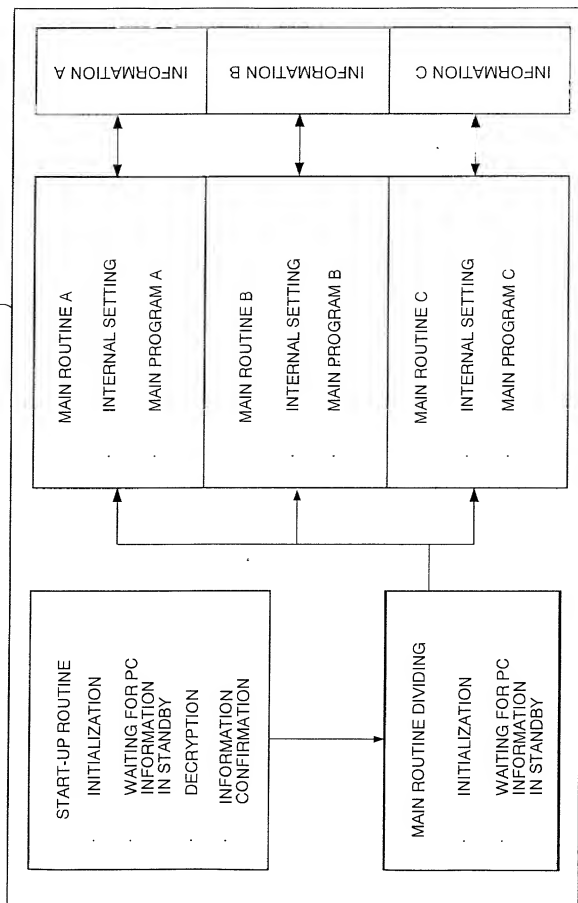 START-UP ROUTINE
· INITIALIZATION
· WAITING FOR PC
INFORMATION
IN STANDBY
· DECRYPTION
· INFORMATION
CONFIRMATION
MAIN ROUTINE DIVIDING
· INITIALIZATION
· WAITING FOR PC
INFORMATION
IN STANDBY
MAIN ROUTINE A
· INTERNAL SETTING
· MAIN PROGRAM A
MAIN ROUTINE B
· INTERNAL SETTING
· MAIN PROGRAM B
MAIN ROUTINE C
· INTERNAL SETTING
· MAIN PROGRAM C
INFORMATION A
INFORMATION B
INFORMATION C